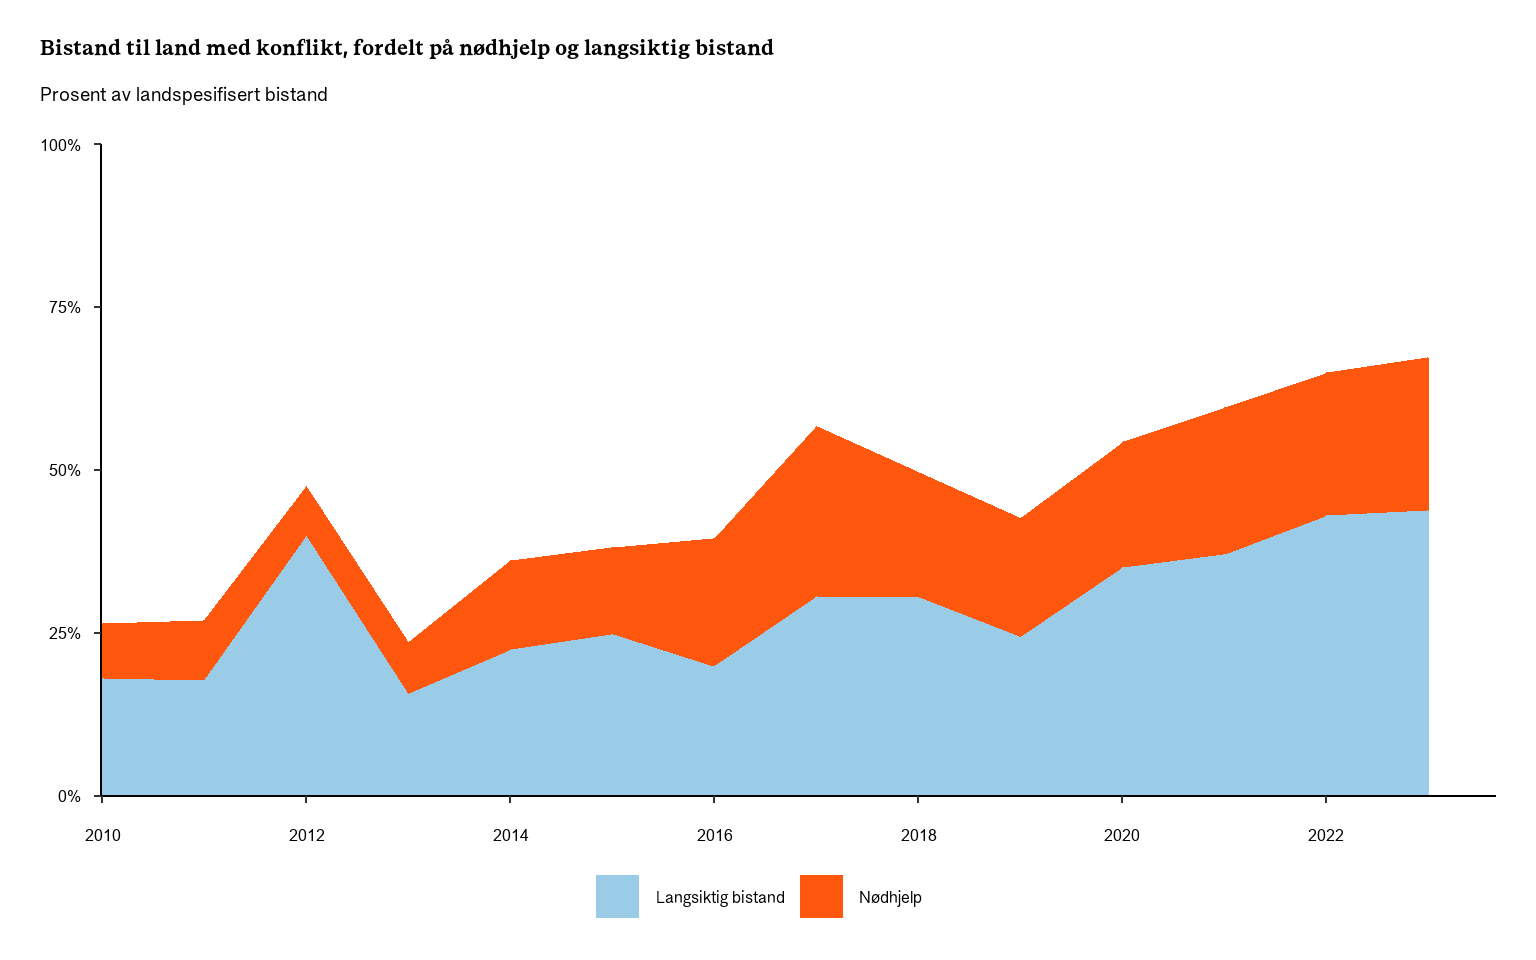 Bistand til land med konflikt, fordelt på nødhjelp og langsiktig bistand
Prosent av landspesifisert bistand
100%
75%
50%
25%
0%
2010 2012 2014 2016 2018 2020 2022
Langsiktig bistand Nødhjelp